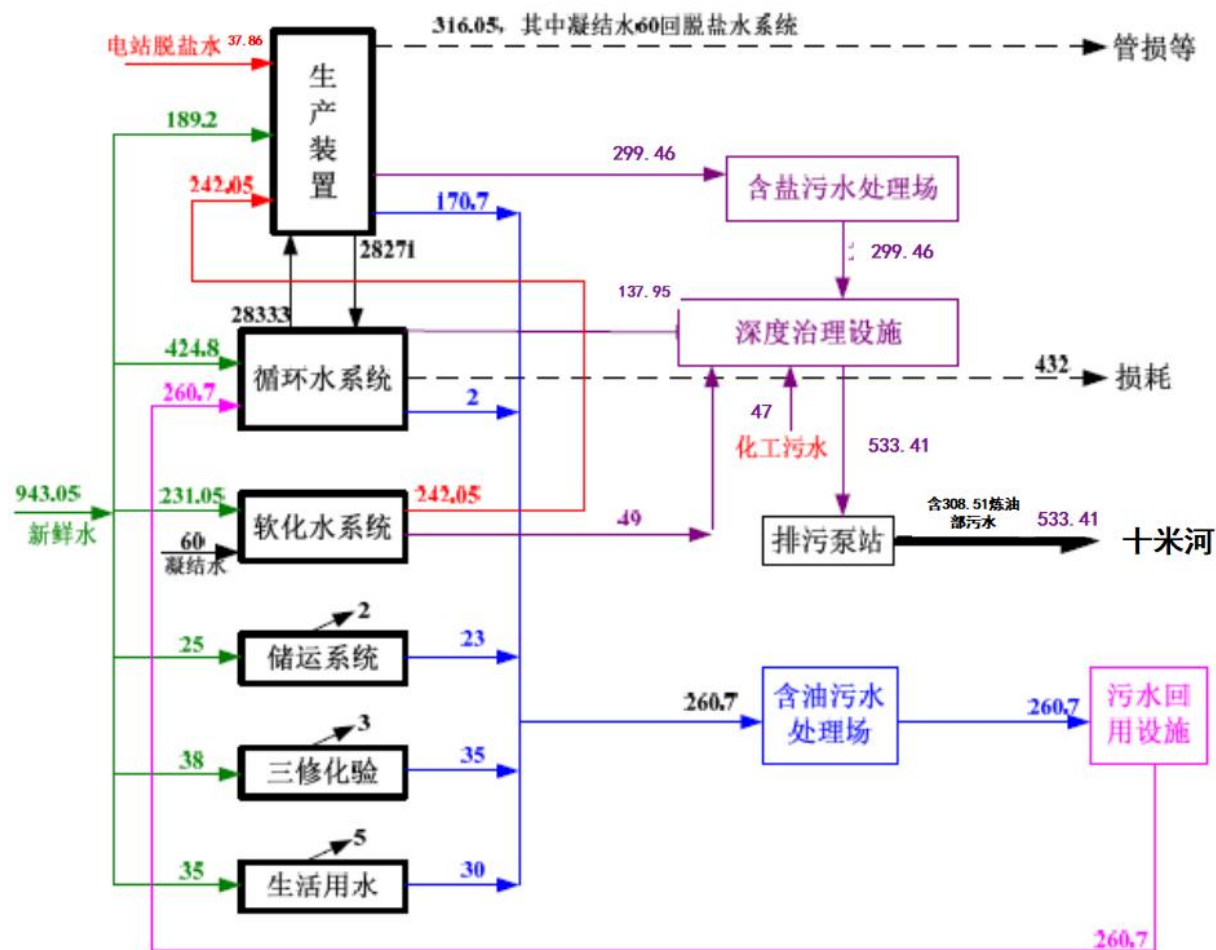 316.05，其中凝结水60回脱盐水系统
管损等
电站脱盐水 37.86
生产装置
189.2
299.46
含盐污水处理场
242.05
170.7
28271
299.46
28333
137.95
深度治理设施
424.8
循环水系统
432
损耗
260.7
2
47
化工污水
533.41
943.05
新鲜水
231.05
软化水系统
242.05
49
60
凝结水
排污泵站
含308.51炼油
部污水
533.41
十米河
2
25
储运系统
23
260.7
含油污水
处理场
260.7
污水回
用设施
3
38
三修化验
35
5
35
生活用水
30
260.7